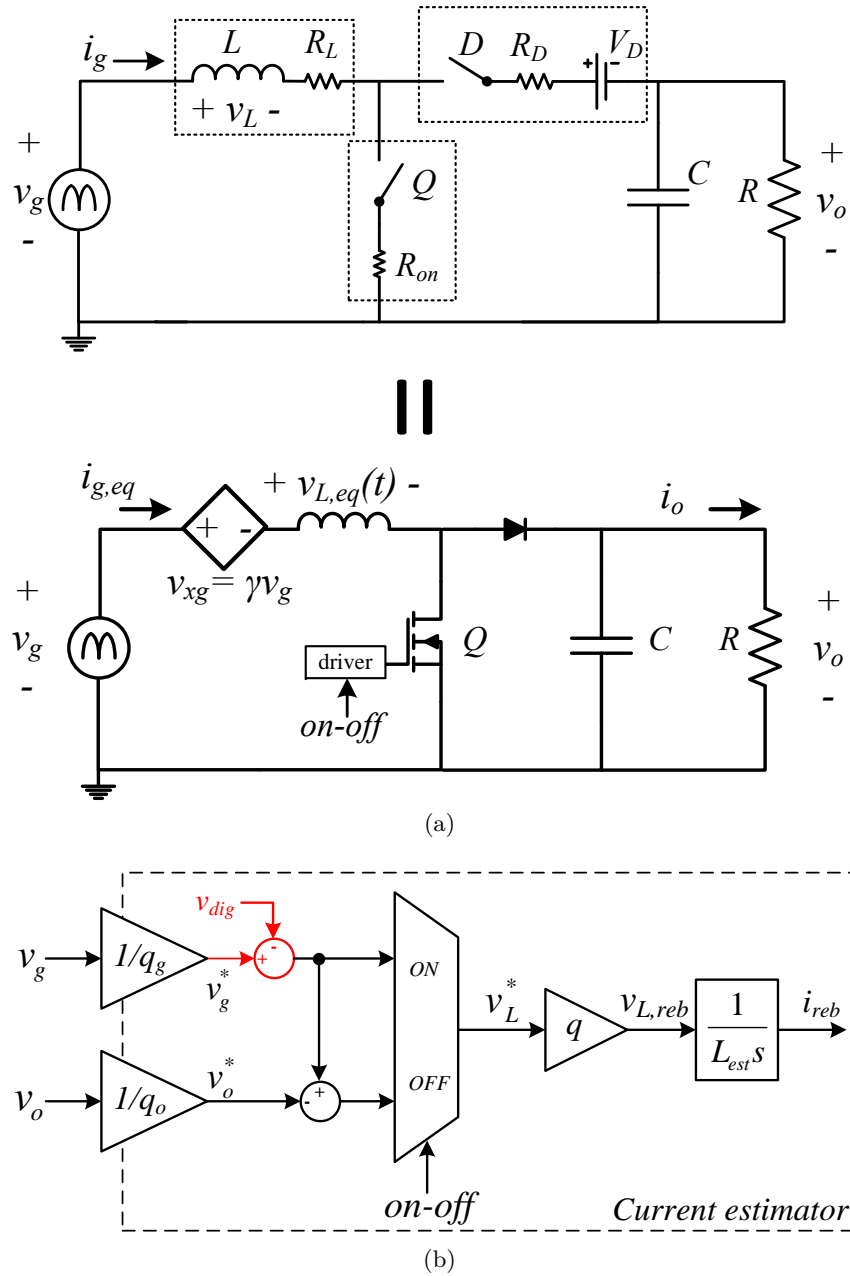 L R_L D R_D V_D
i_g
+ v_L -
+ -
+ v_g -
Q
R_on
C
R
+ v_o -
i_g,eq
+ v_L,eq(t) -
i_o
+ -
v_xg = γv_g
+ v_g -
driver
Q
on-off
C
R
+ v_o -
(a)
v_dig
v_g
1/q_g
v_g^*
+ -
ON
v_L^*
q
v_L,reb
1
L_est s
i_reb
v_o
1/q_o
v_o^*
- +
OFF
on-off
Current estimator
(b)